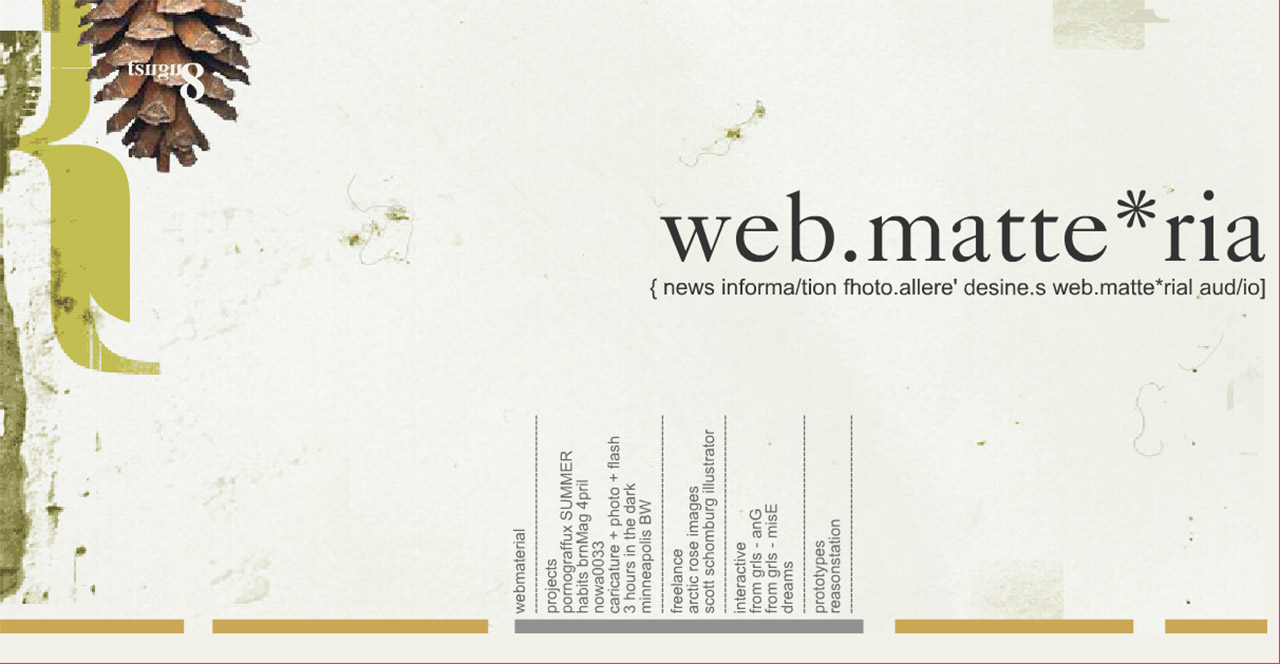 8ugust
web.matte*ria
{ news informa/tion fhoto.allere' desine.s web.matte*rial aud/io]
webmaterial
projects
pornograffux SUMMER
habits brnMag 4pril
nowa0033
caricature + photo + flash
3 hours in the dark
minneapolis BW
freelance
arctic rose images
scott schomburg illustrator
interactive
from grls - anG
from grls - misE
dreams
prototypes
reasonstation